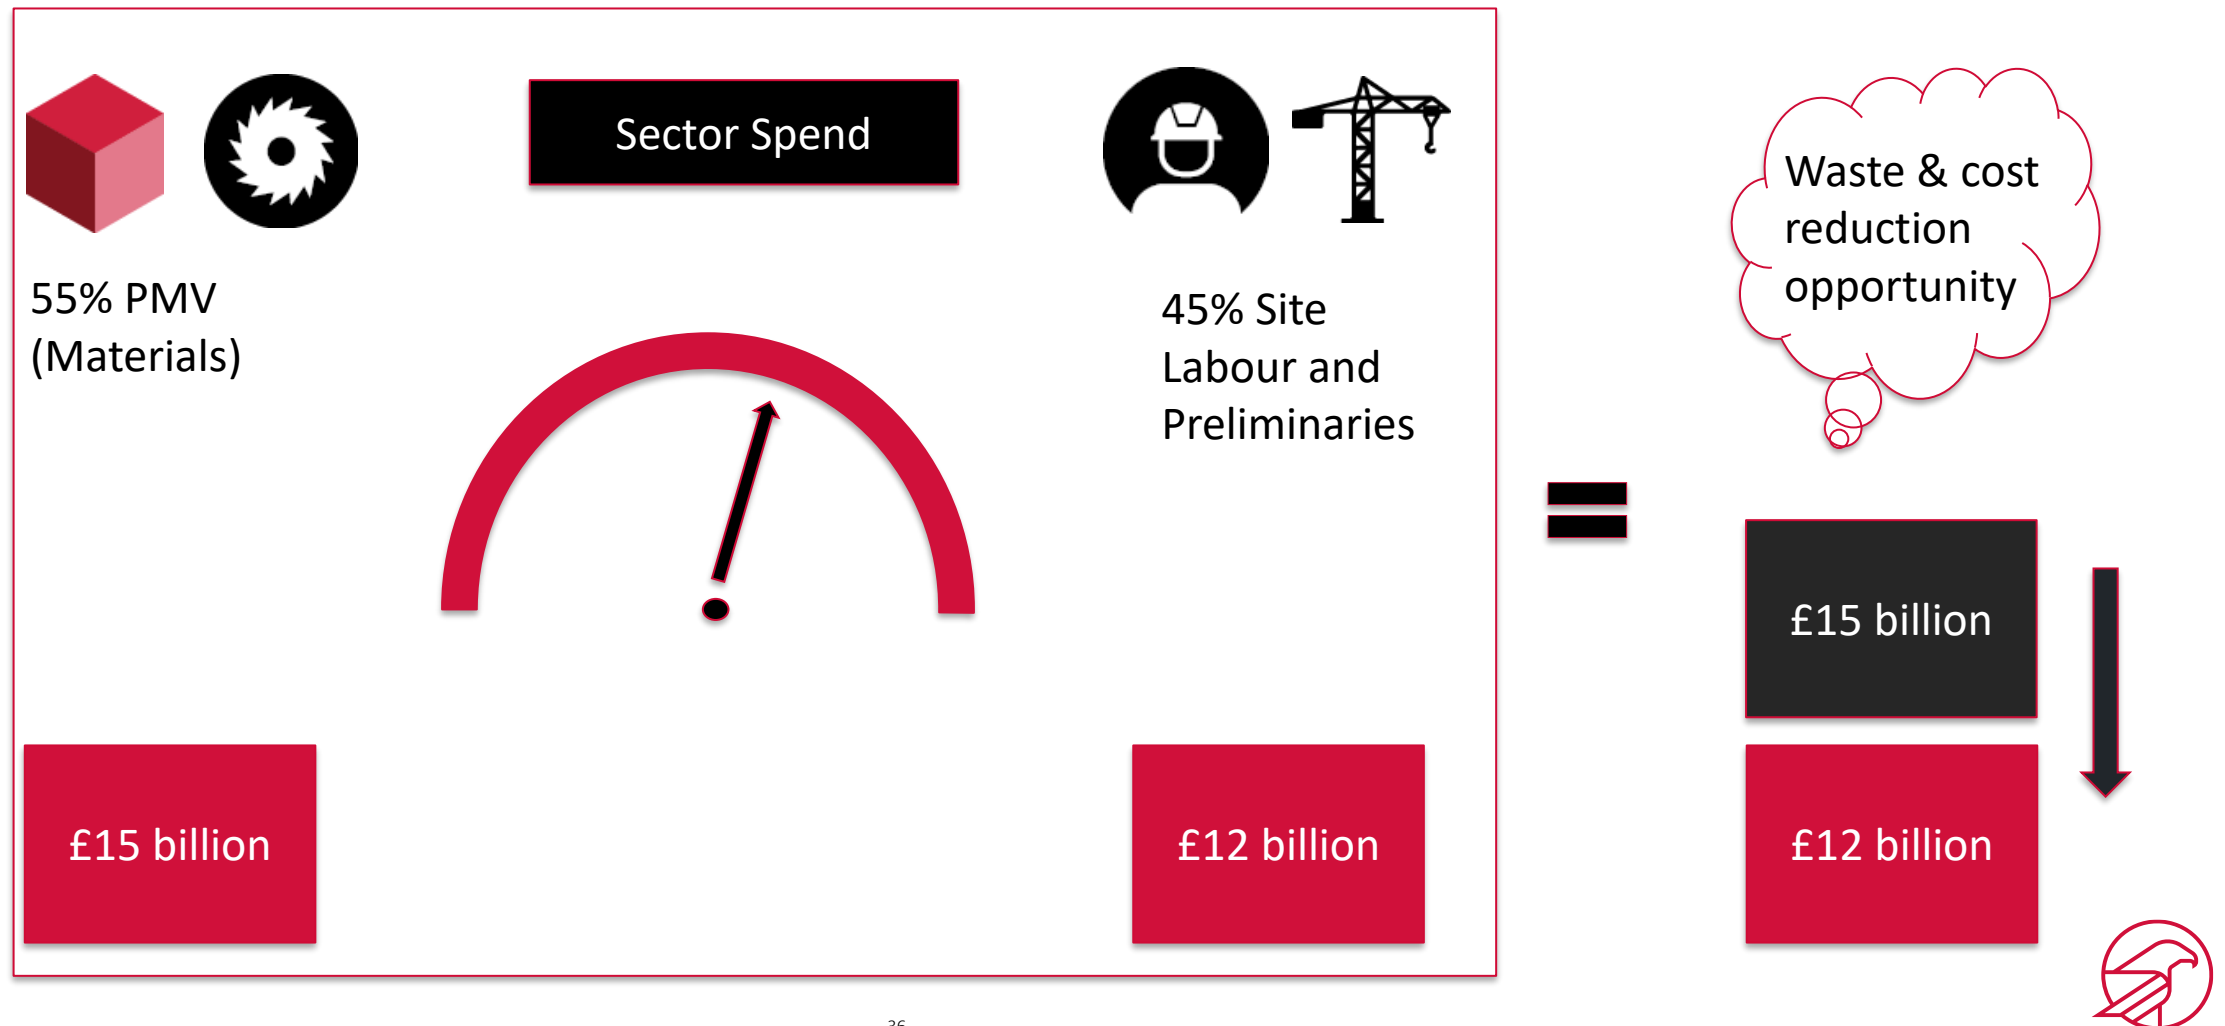 Sector Spend
55% PMV
(Materials)
45% Site
Labour and
Preliminaries
£15 billion
£12 billion
Waste & cost
reduction
opportunity
£15 billion
£12 billion
36